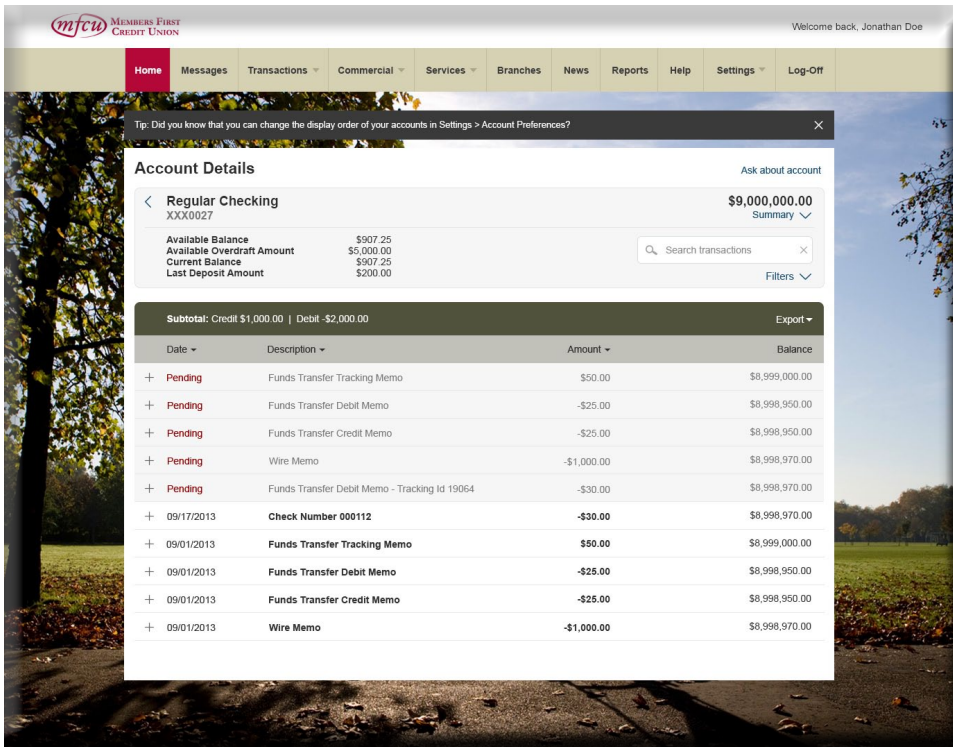 mfcu MEMBERS FIRST
CREDIT UNION
Welcome back, Jonathan Doe
Home Messages Transactions Commercial Services Branches News Reports Help Settings Log-Off
Tip: Did you know that you can change the display order of your accounts in Settings > Account Preferences?
Account Details Ask about account
Regular Checking $9,000,000.00
XXX0027 Summary
Available Balance $907.25
Available Overdraft Amount $5,000.00
Current Balance $907.25
Last Deposit Amount $200.00
Search transactions
Filters
Subtotal: Credit $1,000.00 | Debit -$2,000.00 Export
Date Description Amount Balance
Pending Funds Transfer Tracking Memo $50.00 $8,999,000.00
Pending Funds Transfer Debit Memo -$25.00 $8,998,950.00
Pending Funds Transfer Credit Memo -$25.00 $8,998,950.00
Pending Wire Memo -$1,000.00 $8,998,970.00
Pending Funds Transfer Debit Memo - Tracking Id 19064 -$30.00 $8,998,970.00
09/17/2013 Check Number 000112 -$30.00 $8,998,970.00
09/01/2013 Funds Transfer Tracking Memo $50.00 $8,999,000.00
09/01/2013 Funds Transfer Debit Memo -$25.00 $8,998,950.00
09/01/2013 Funds Transfer Credit Memo -$25.00 $8,998,950.00
09/01/2013 Wire Memo -$1,000.00 $8,998,970.00